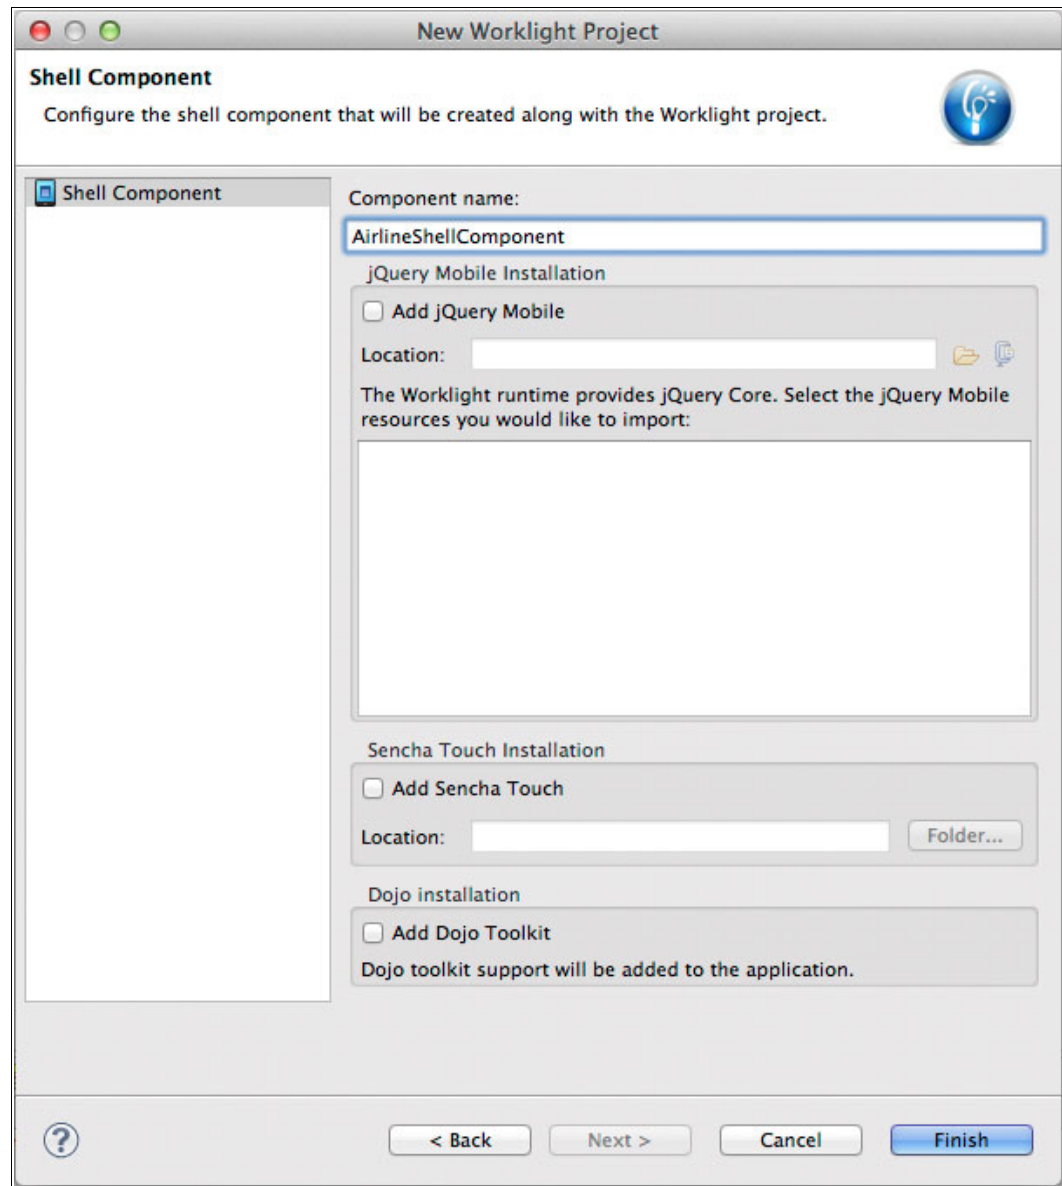 New Worklight Project
Shell Component
Configure the shell component that will be created along with the Worklight project.
Shell Component
Component name:
AirlineShellComponent
jQuery Mobile Installation
Add jQuery Mobile
Location:
The Worklight runtime provides jQuery Core. Select the jQuery Mobile
resources you would like to import:
Sencha Touch Installation
Add Sencha Touch
Location:
Folder...
Dojo installation
Add Dojo Toolkit
Dojo toolkit support will be added to the application.
?
< Back
Next >
Cancel
Finish